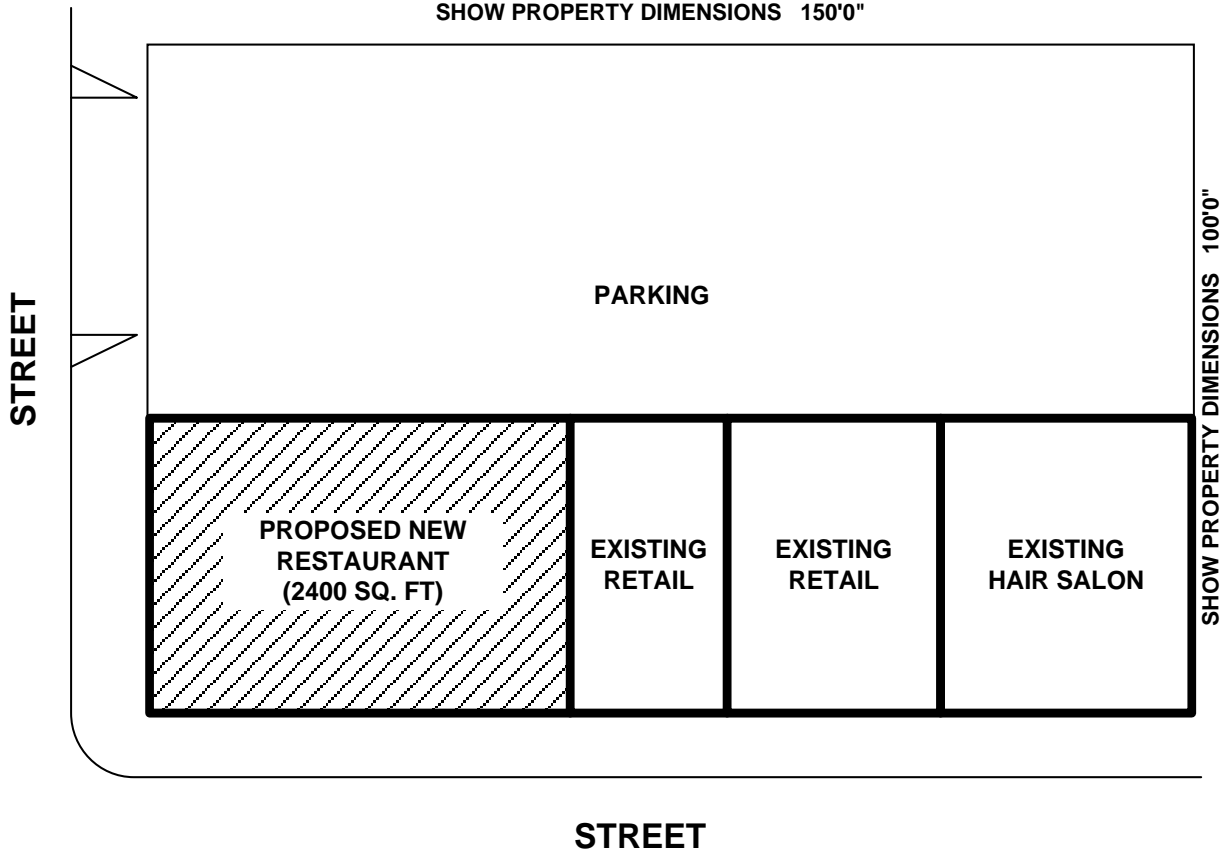 SHOW PROPERTY DIMENSIONS 150'0"
SHOW PROPERTY DIMENSIONS 100'0"
STREET
PARKING
PROPOSED NEW
RESTAURANT
(2400 SQ. FT)
EXISTING
RETAIL
EXISTING
RETAIL
EXISTING
HAIR SALON
STREET